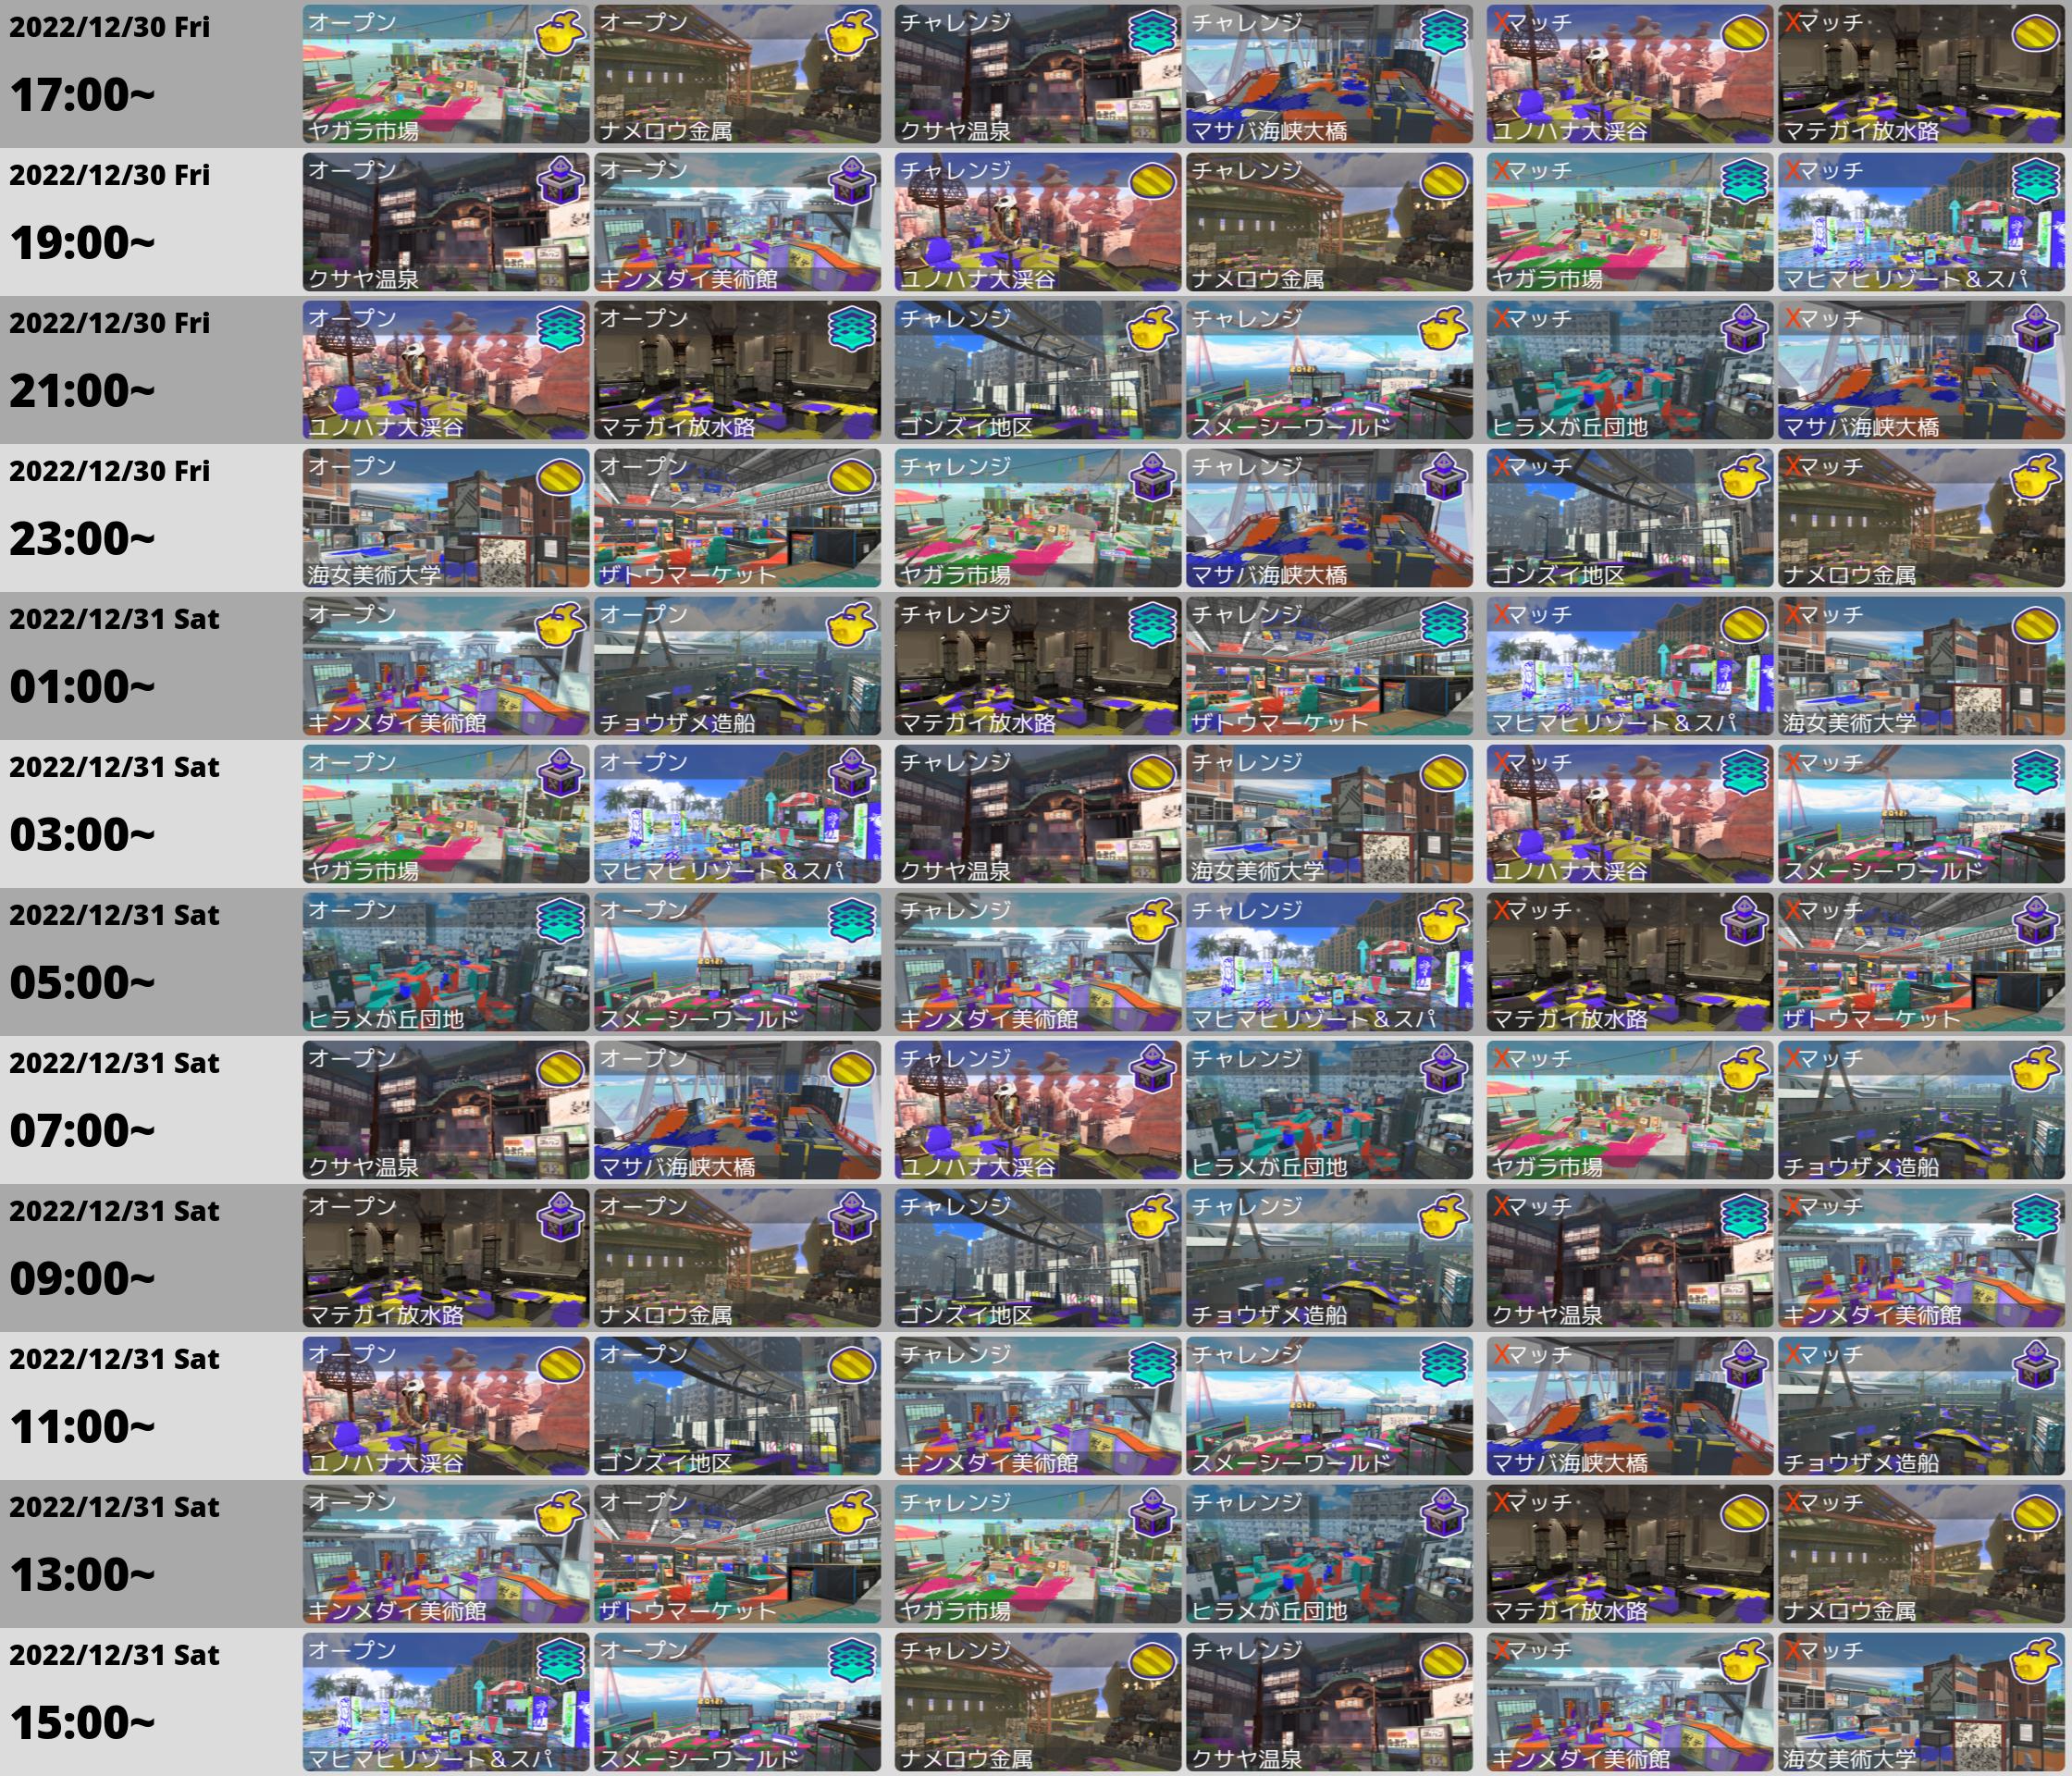 2022/12/30 Fri
17:00~
オープン オープン チャレンジ チャレンジ Xマッチ Xマッチ
ヤガラ市場 ナメロウ金属 クサヤ温泉 マサバ海峡大橋 ユノハナ大渓谷 マテガイ放水路
2022/12/30 Fri
19:00~
オープン オープン チャレンジ チャレンジ Xマッチ Xマッチ
クサヤ温泉 キンメダイ美術館 ユノハナ大渓谷 ナメロウ金属 ヤガラ市場 マヒマヒリゾート&スパ
2022/12/30 Fri
21:00~
オープン オープン チャレンジ チャレンジ Xマッチ Xマッチ
ユノハナ大渓谷 マテガイ放水路 ゴンズイ地区 スメーシーワールド ヒラメが丘団地 マサバ海峡大橋
2022/12/30 Fri
23:00~
オープン オープン チャレンジ チャレンジ Xマッチ Xマッチ
海女美術大学 ザトウマーケット ヤガラ市場 マサバ海峡大橋 ゴンズイ地区 ナメロウ金属
2022/12/31 Sat
01:00~
オープン オープン チャレンジ チャレンジ Xマッチ Xマッチ
キンメダイ美術館 チョウザメ造船 マテガイ放水路 ザトウマーケット マヒマヒリゾート&スパ 海女美術大学
2022/12/31 Sat
03:00~
オープン オープン チャレンジ チャレンジ Xマッチ Xマッチ
ヤガラ市場 マヒマヒリゾート&スパ クサヤ温泉 海女美術大学 ユノハナ大渓谷 スメーシーワールド
2022/12/31 Sat
05:00~
オープン オープン チャレンジ チャレンジ Xマッチ Xマッチ
ヒラメが丘団地 スメーシーワールド キンメダイ美術館 マヒマヒリゾート&スパ マテガイ放水路 ザトウマーケット
2022/12/31 Sat
07:00~
オープン オープン チャレンジ チャレンジ Xマッチ Xマッチ
クサヤ温泉 マサバ海峡大橋 ユノハナ大渓谷 ヒラメが丘団地 ヤガラ市場 チョウザメ造船
2022/12/31 Sat
09:00~
オープン オープン チャレンジ チャレンジ Xマッチ Xマッチ
マテガイ放水路 ナメロウ金属 ゴンズイ地区 チョウザメ造船 クサヤ温泉 キンメダイ美術館
2022/12/31 Sat
11:00~
オープン オープン チャレンジ チャレンジ Xマッチ Xマッチ
ユノハナ大渓谷 ゴンズイ地区 キンメダイ美術館 スメーシーワールド マサバ海峡大橋 チョウザメ造船
2022/12/31 Sat
13:00~
オープン オープン チャレンジ チャレンジ Xマッチ Xマッチ
キンメダイ美術館 ザトウマーケット ヤガラ市場 ヒラメが丘団地 マテガイ放水路 ナメロウ金属
2022/12/31 Sat
15:00~
オープン オープン チャレンジ チャレンジ Xマッチ Xマッチ
マヒマヒリゾート&スパ スメーシーワールド ナメロウ金属 クサヤ温泉 キンメダイ美術館 海女美術大学